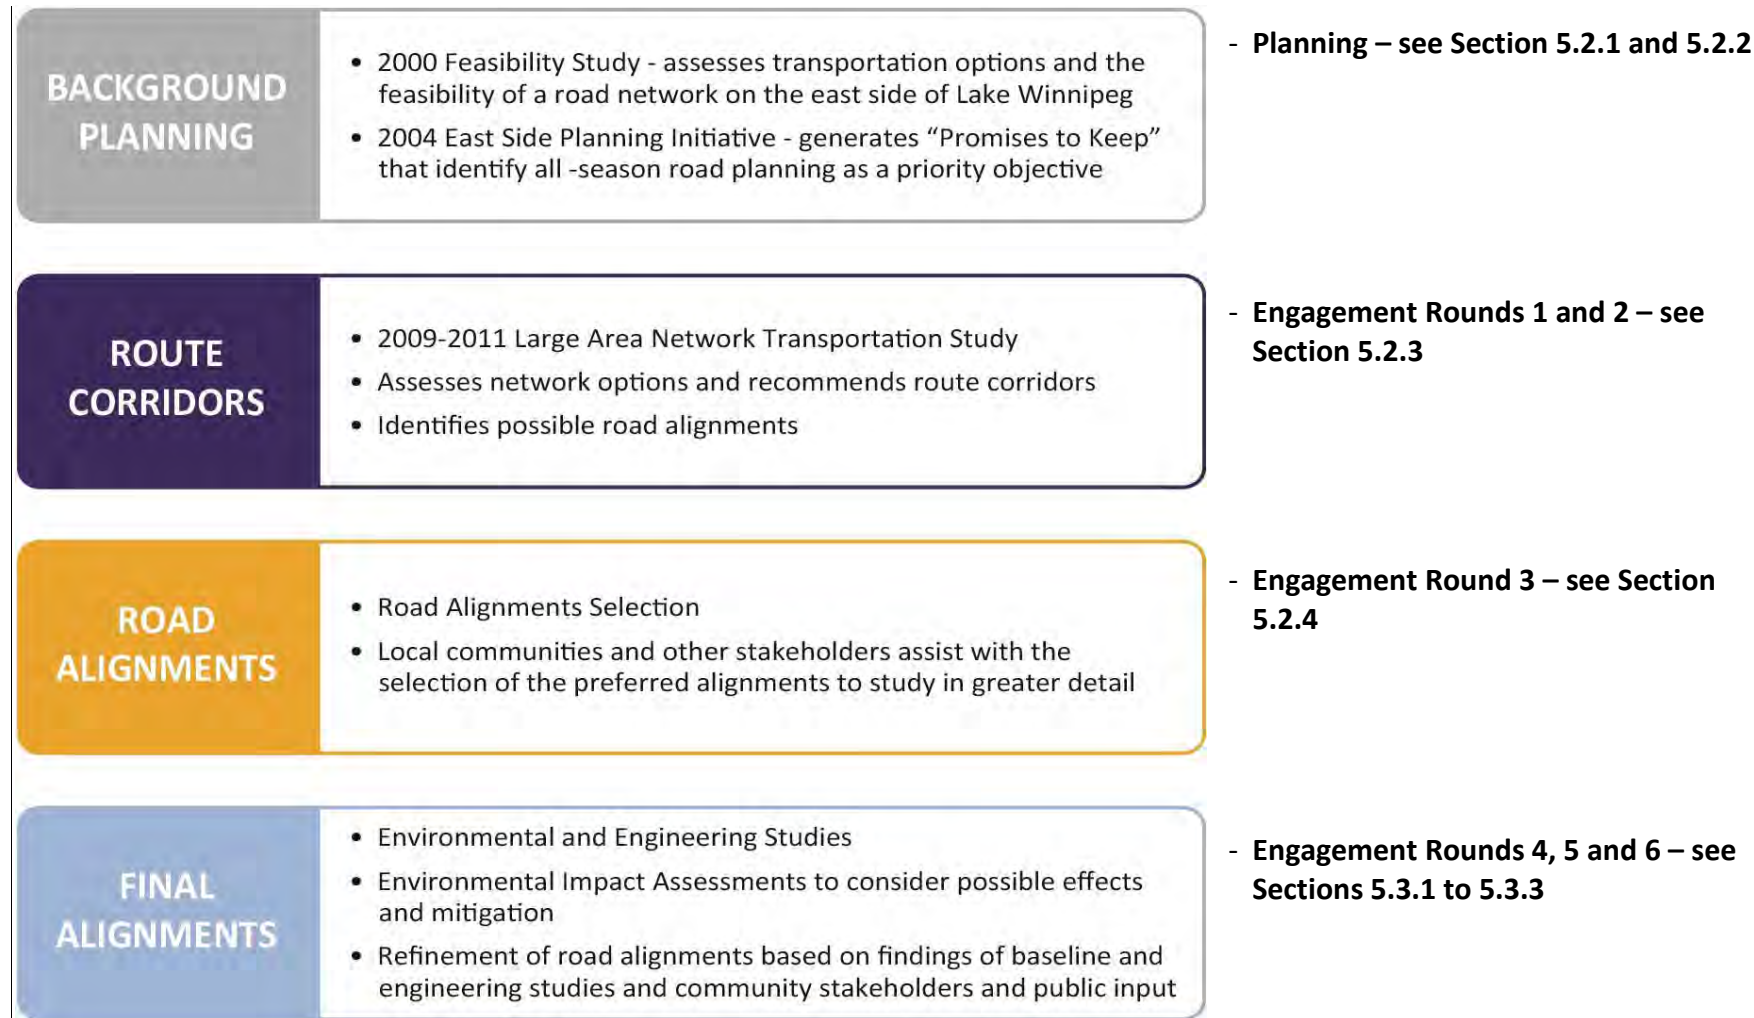 BACKGROUND
PLANNING
• 2000 Feasibility Study - assesses transportation options and the
feasibility of a road network on the east side of Lake Winnipeg
• 2004 East Side Planning Initiative - generates “Promises to Keep”
that identify all -season road planning as a priority objective
- Planning – see Section 5.2.1 and 5.2.2
ROUTE
CORRIDORS
• 2009-2011 Large Area Network Transportation Study
• Assesses network options and recommends route corridors
• Identifies possible road alignments
- Engagement Rounds 1 and 2 – see
Section 5.2.3
ROAD
ALIGNMENTS
• Road Alignments Selection
• Local communities and other stakeholders assist with the
selection of the preferred alignments to study in greater detail
- Engagement Round 3 – see Section
5.2.4
FINAL
ALIGNMENTS
• Environmental and Engineering Studies
• Environmental Impact Assessments to consider possible effects
and mitigation
• Refinement of road alignments based on findings of baseline and
engineering studies and community stakeholders and public input
- Engagement Rounds 4, 5 and 6 – see
Sections 5.3.1 to 5.3.3